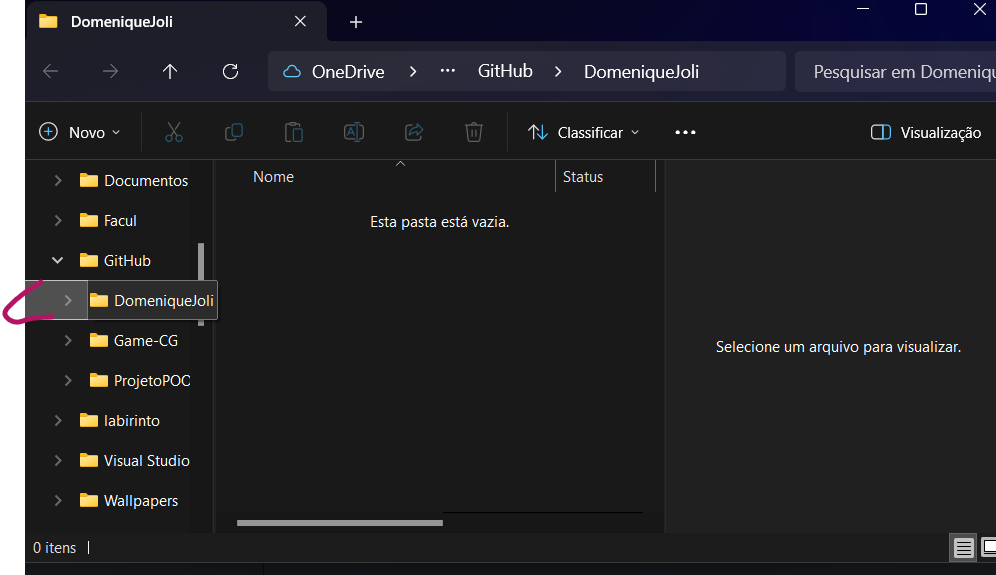 DomeniqueJoli
OneDrive > ... GitHub > DomeniqueJoli
Pesquisar em Domeniqu
Novo
Classificar
Visualização
Nome
Status
Documentos
Facul
GitHub
DomeniqueJoli
Game-CG
ProjetoPOO
labirinto
Visual Studio
Wallpapers
Esta pasta está vazia.
Selecione um arquivo para visualizar.
0 itens